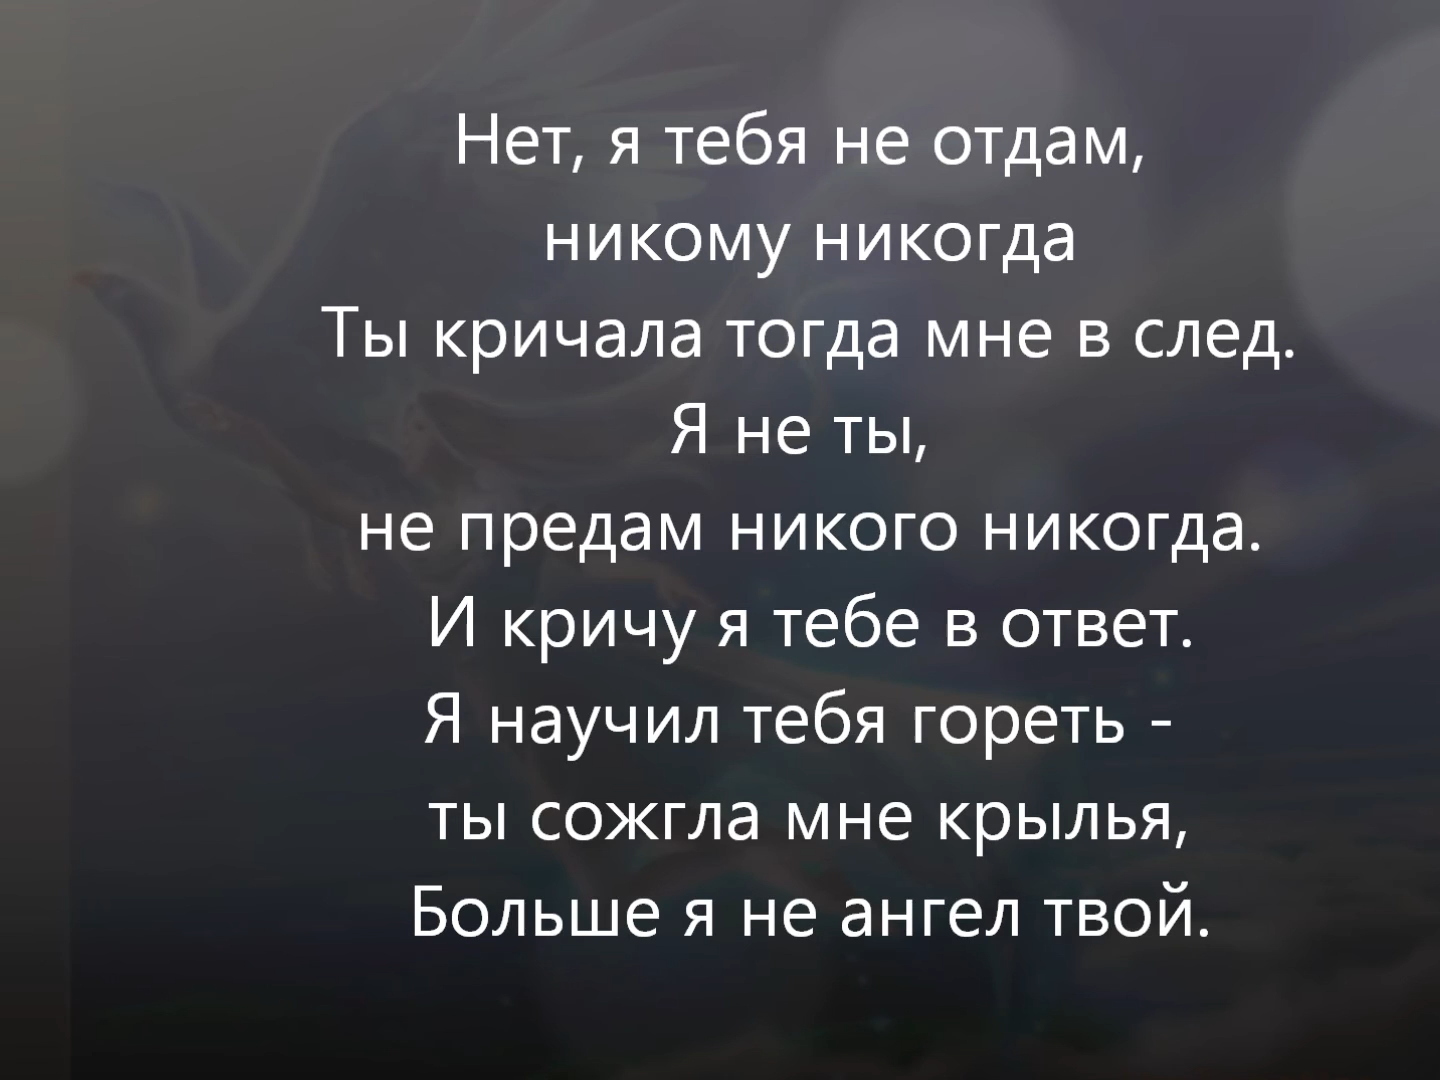 Нет, я тебя не отдам,
никому никогда
Ты кричала тогда мне в след.
Я не ты,
не предам никого никогда.
И кричу я тебе в ответ.
Я научил тебя гореть -
ты сожгла мне крылья,
Больше я не ангел твой.